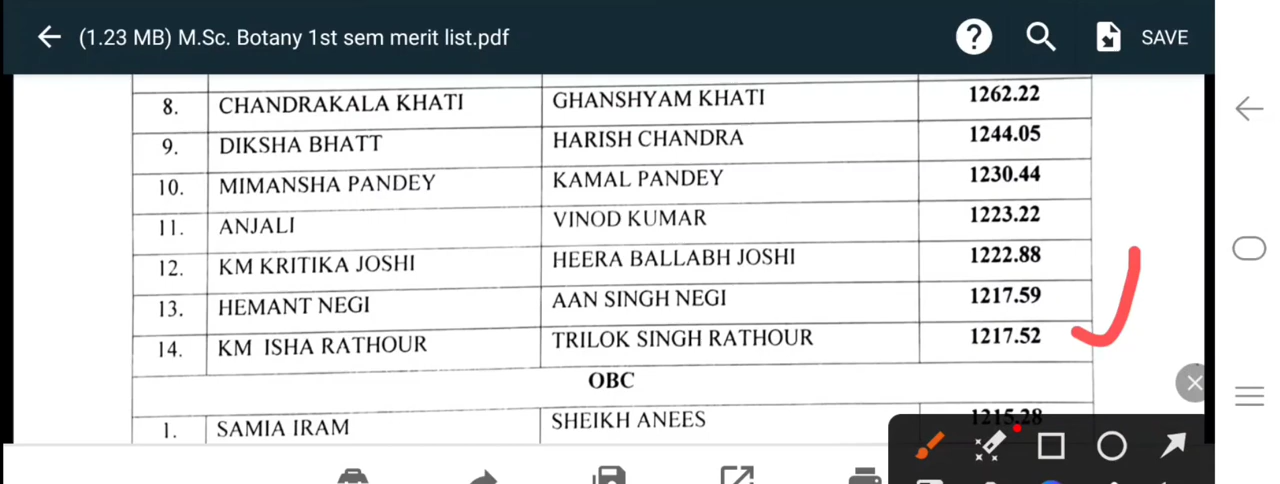 (1.23 MB) M.Sc. Botany 1st sem merit list.pdf ? SAVE
8. CHANDRAKALA KHATI GHANSHYAM KHATI 1262.22
9. DIKSHA BHATT HARISH CHANDRA 1244.05
10. MIMANSHA PANDEY KAMAL PANDEY 1230.44
11. ANJALI VINOD KUMAR 1223.22
12. KM KRITIKA JOSHI HEERA BALLABH JOSHI 1222.88
13. HEMANT NEGI AAN SINGH NEGI 1217.59
14. KM ISHA RATHOUR TRILOK SINGH RATHOUR 1217.52
OBC
1. SAMIA IRAM SHEIKH ANEES 1215.28